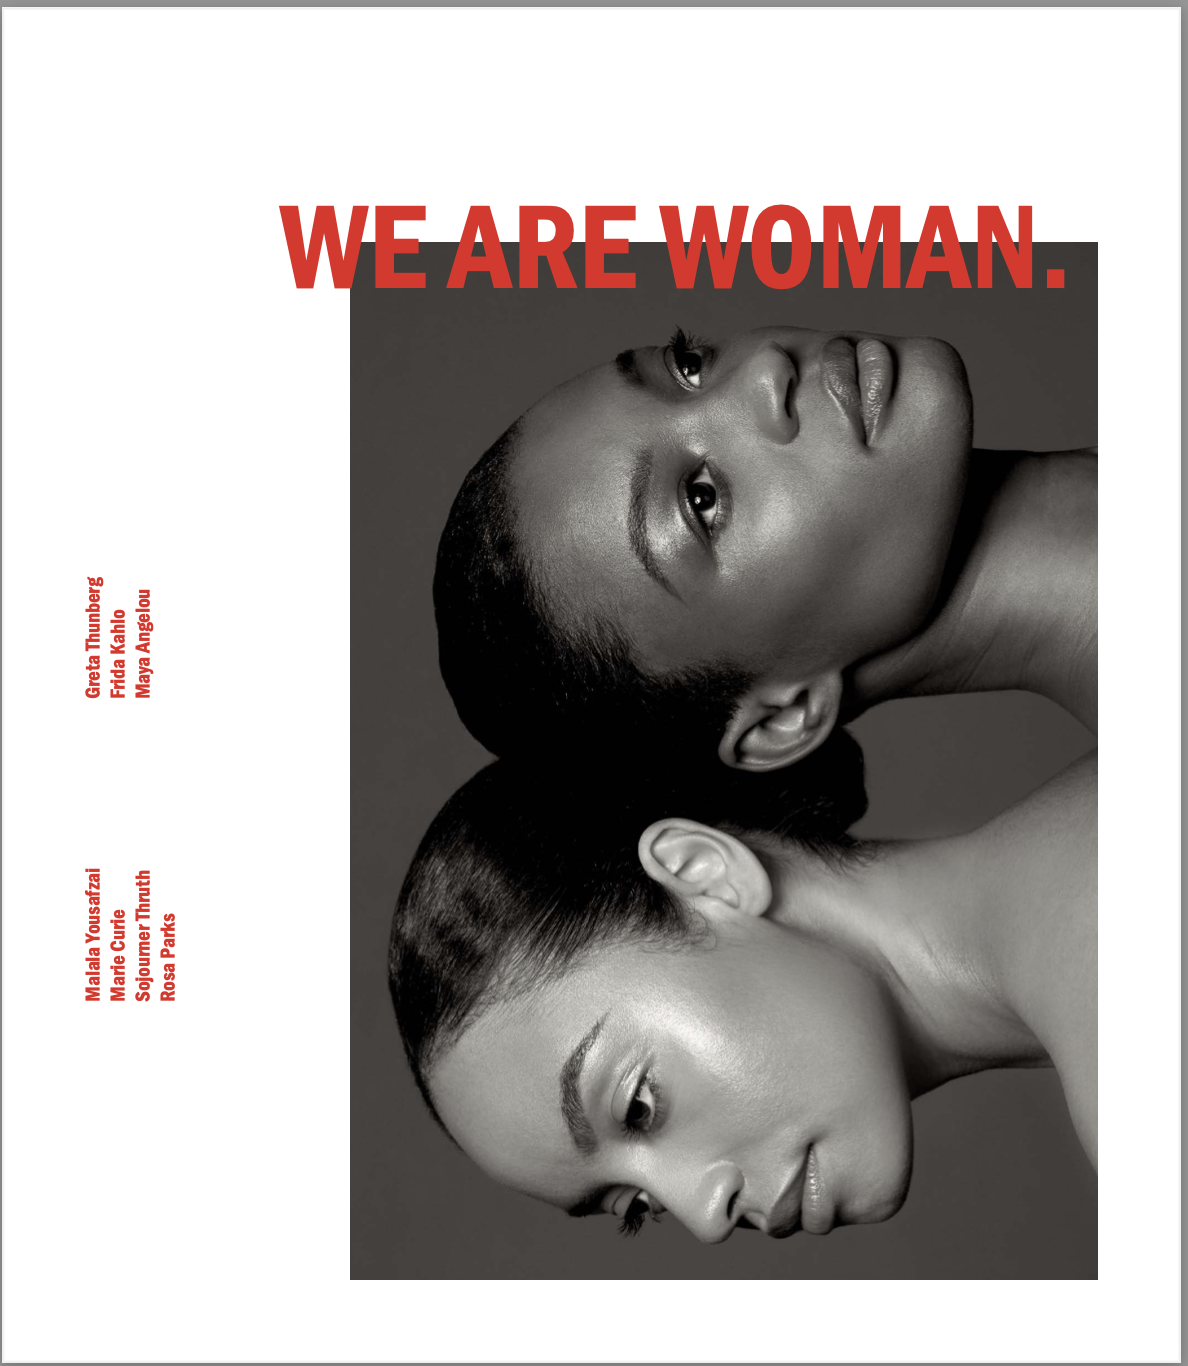 WE ARE WOMAN.
Greta Thunberg
Frida Kahlo
Maya Angelou
Malala Yousafzai
Marie Curie
Sojourner Thruth
Rosa Parks